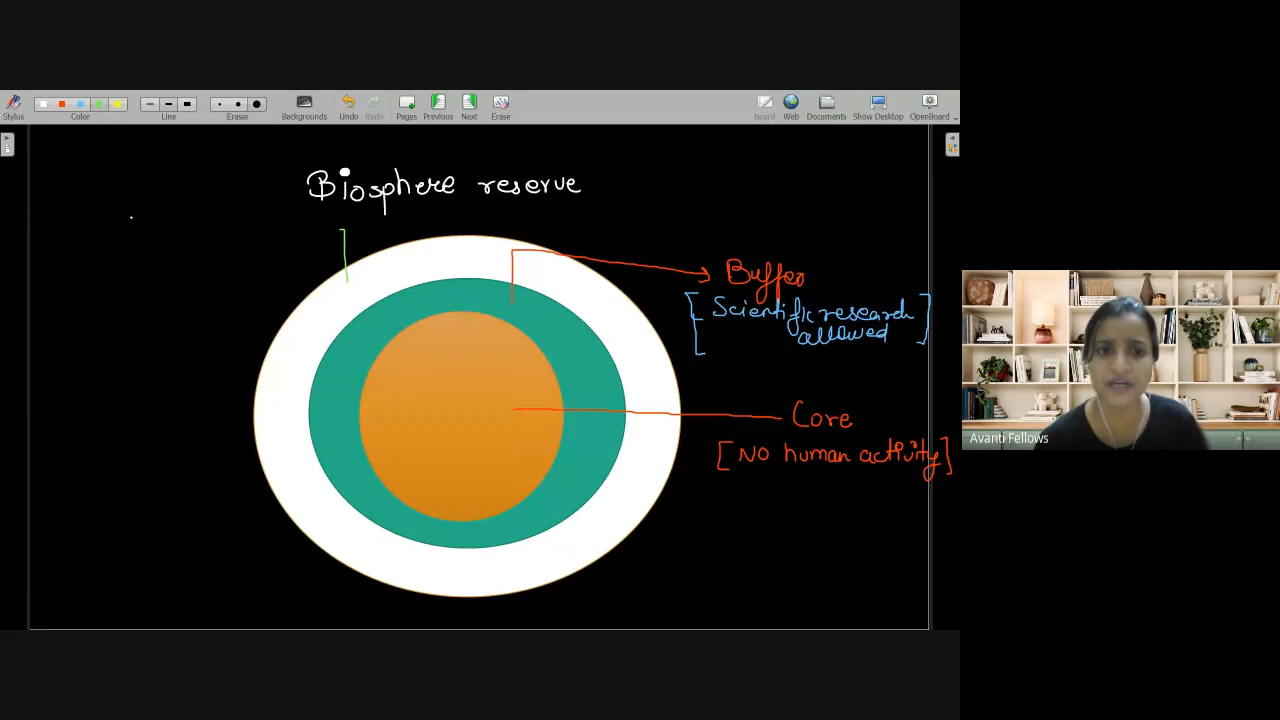 Stylus
Color
Line
Eraser
Backgrounds
Undo
Redo
Pages
Previous
Next
Erase
Board
Web
Documents
Show Desktop
OpenBoard
Biosphere reserve
Buffer
[Scientific research
allowed]
Core
[No human activity]
Avanti Fellows